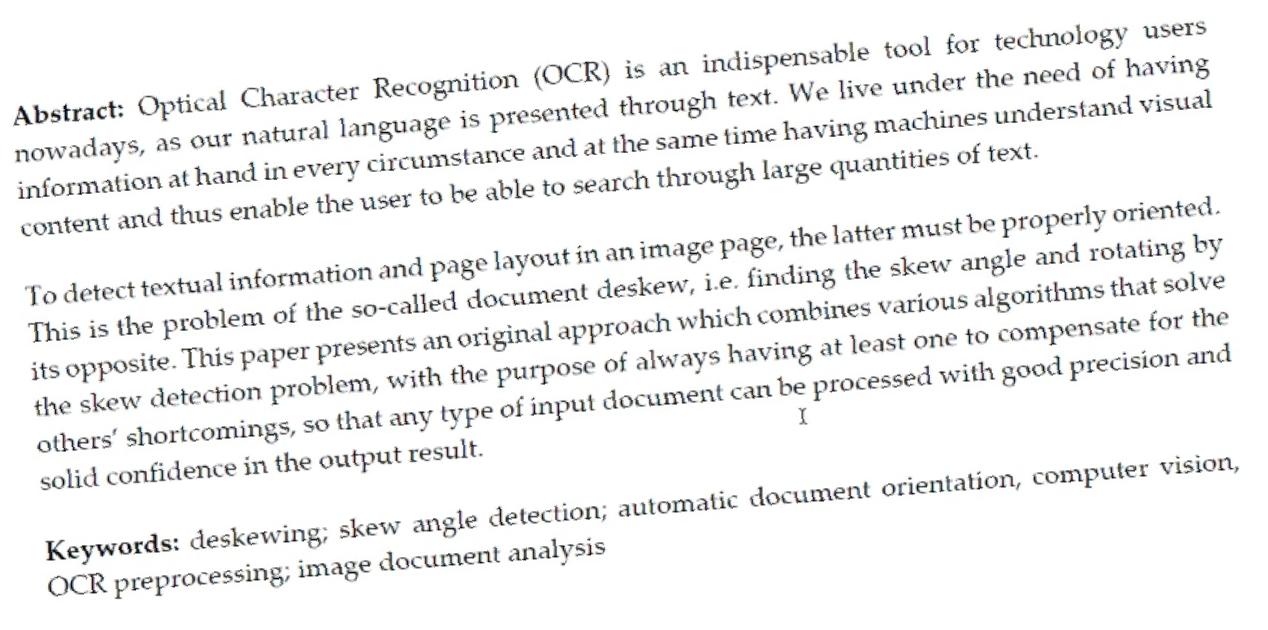 Abstract: Optical Character Recognition (OCR) is an indispensable tool for technology users
nowadays, as our natural language is presented through text. We live under the need of having
information at hand in every circumstance and at the same time having machines understand visual
content and thus enable the user to be able to search through large quantities of text.
To detect textual information and page layout in an image page, the latter must be properly oriented.
This is the problem of the so-called document deskew, i.e. finding the skew angle and rotating by
its opposite. This paper presents an original approach which combines various algorithms that solve
the skew detection problem, with the purpose of always having at least one to compensate for the
others' shortcomings, so that any type of input document can be processed with good precision and
solid confidence in the output result.
Keywords: deskewing; skew angle detection; automatic document orientation, computer vision,
OCR preprocessing; image document analysis